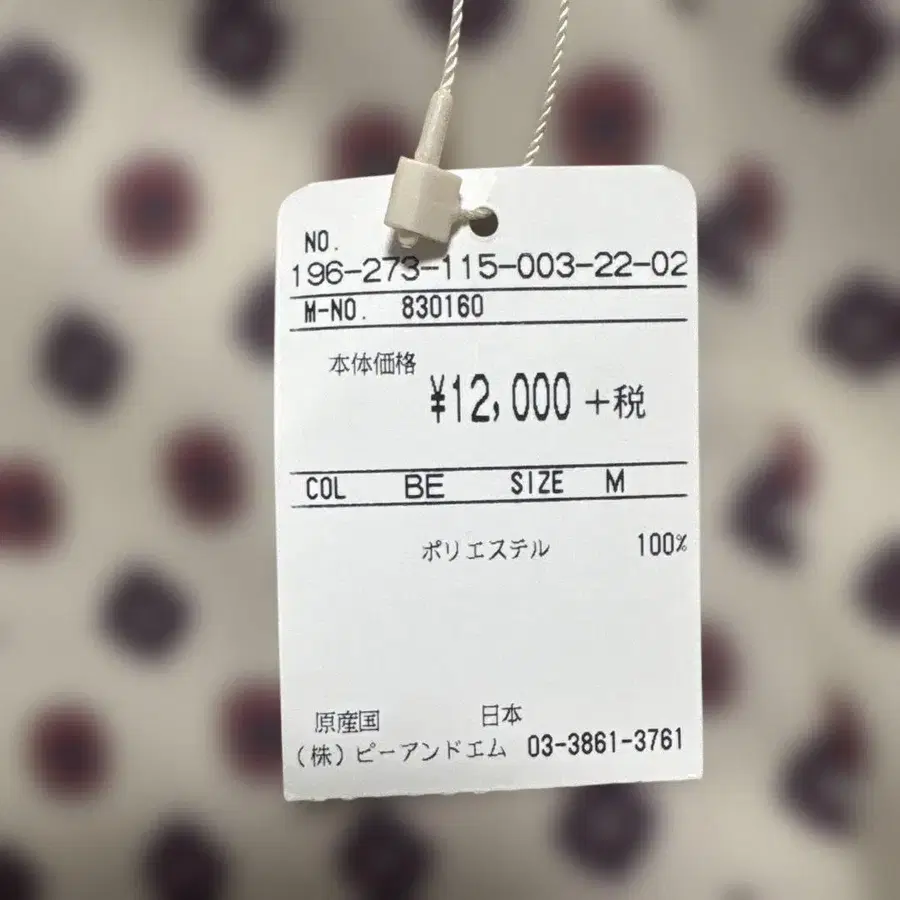 NO.
196-273-115-003-22-02
M-NO. 830160
本体価格
¥12,000 +税
COL BE SIZE M
ポリエステル 100%
原産国 日本
(株)ピーアンドエム 03-3861-3761